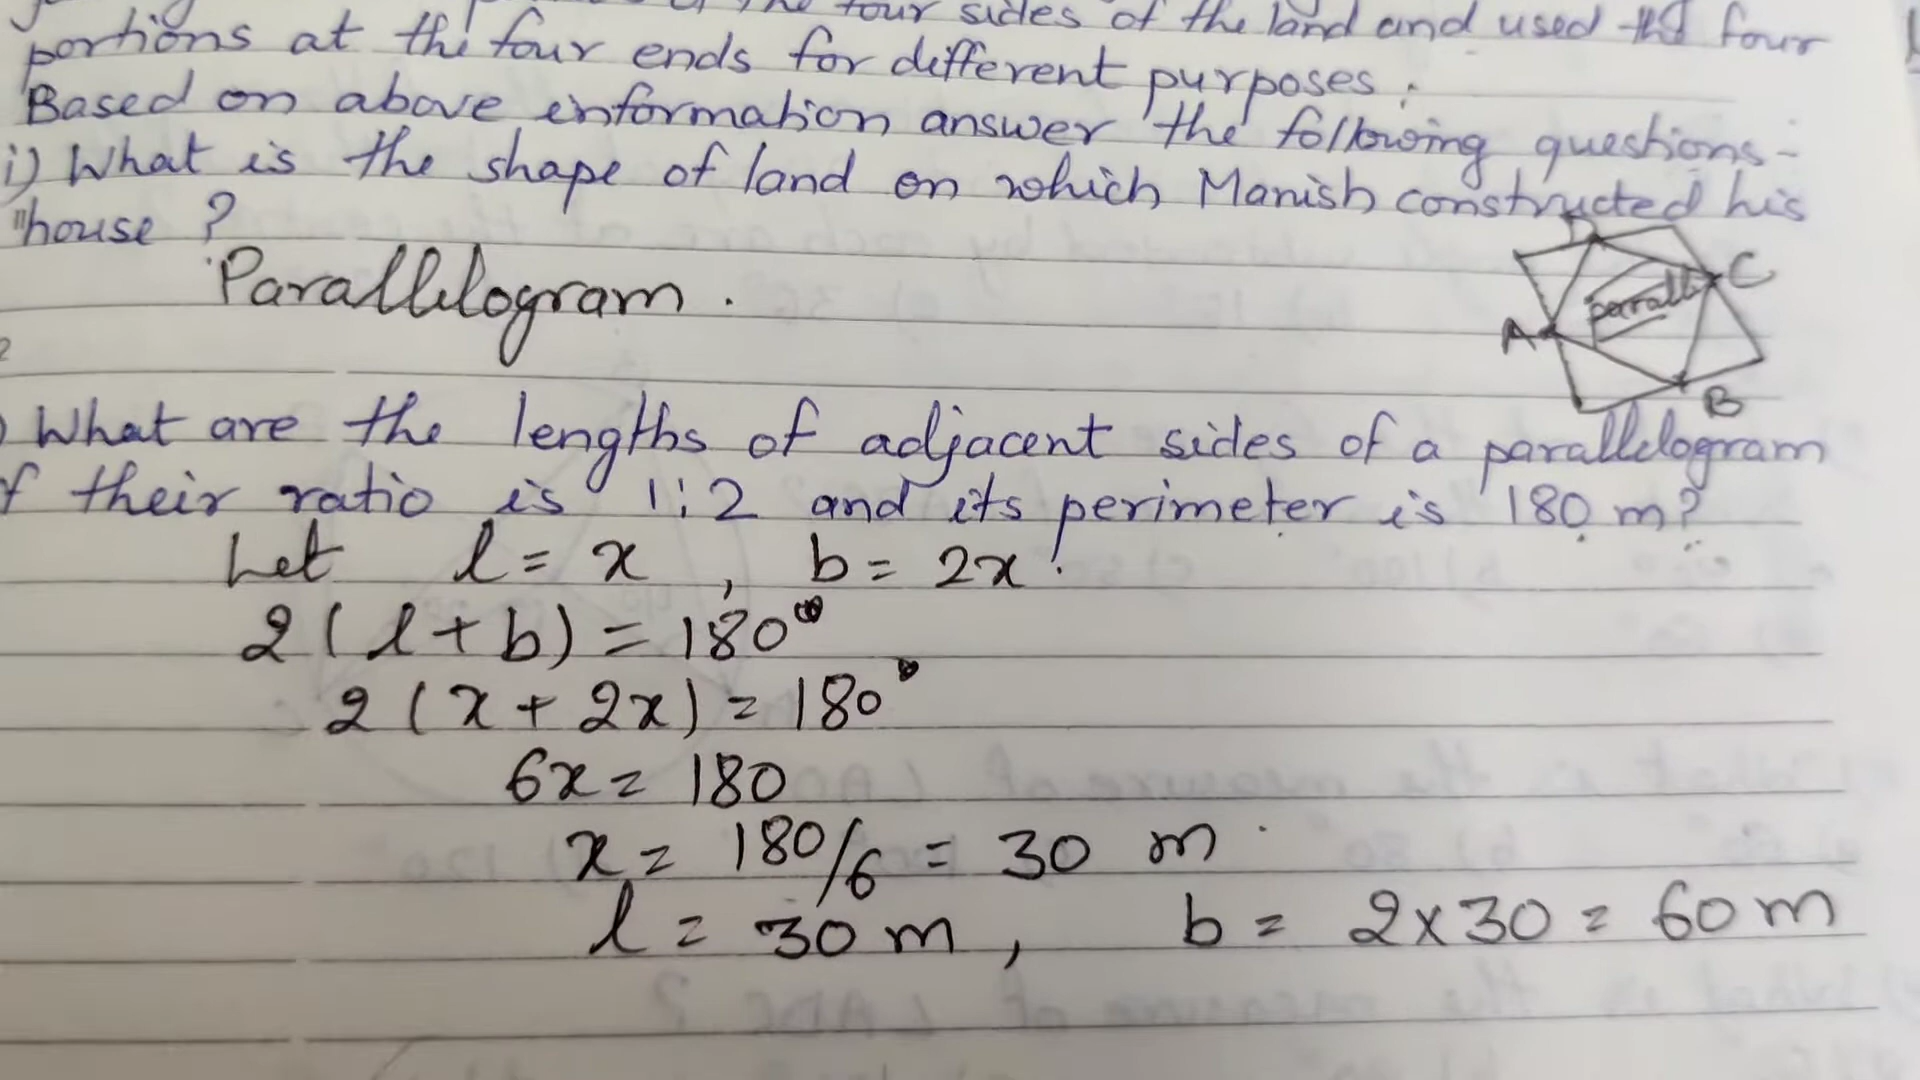 the four sides of the land and used the four
portions at the four ends for different purposes.
Based on above information answer the following questions-
i) What is the shape of land on which Manish constructed his
house ?
Parallelogram.
D
C
A
parall
B
What are the lengths of adjacent sides of a parallelogram
f their ratio is 1:2 and its perimeter is 180 m?
Let l = x , b = 2x.
2(l+b) = 180
2(x+2x) = 180°
6x = 180
x = 180/6 = 30 m.
l = 30 m, b = 2x30 = 60 m